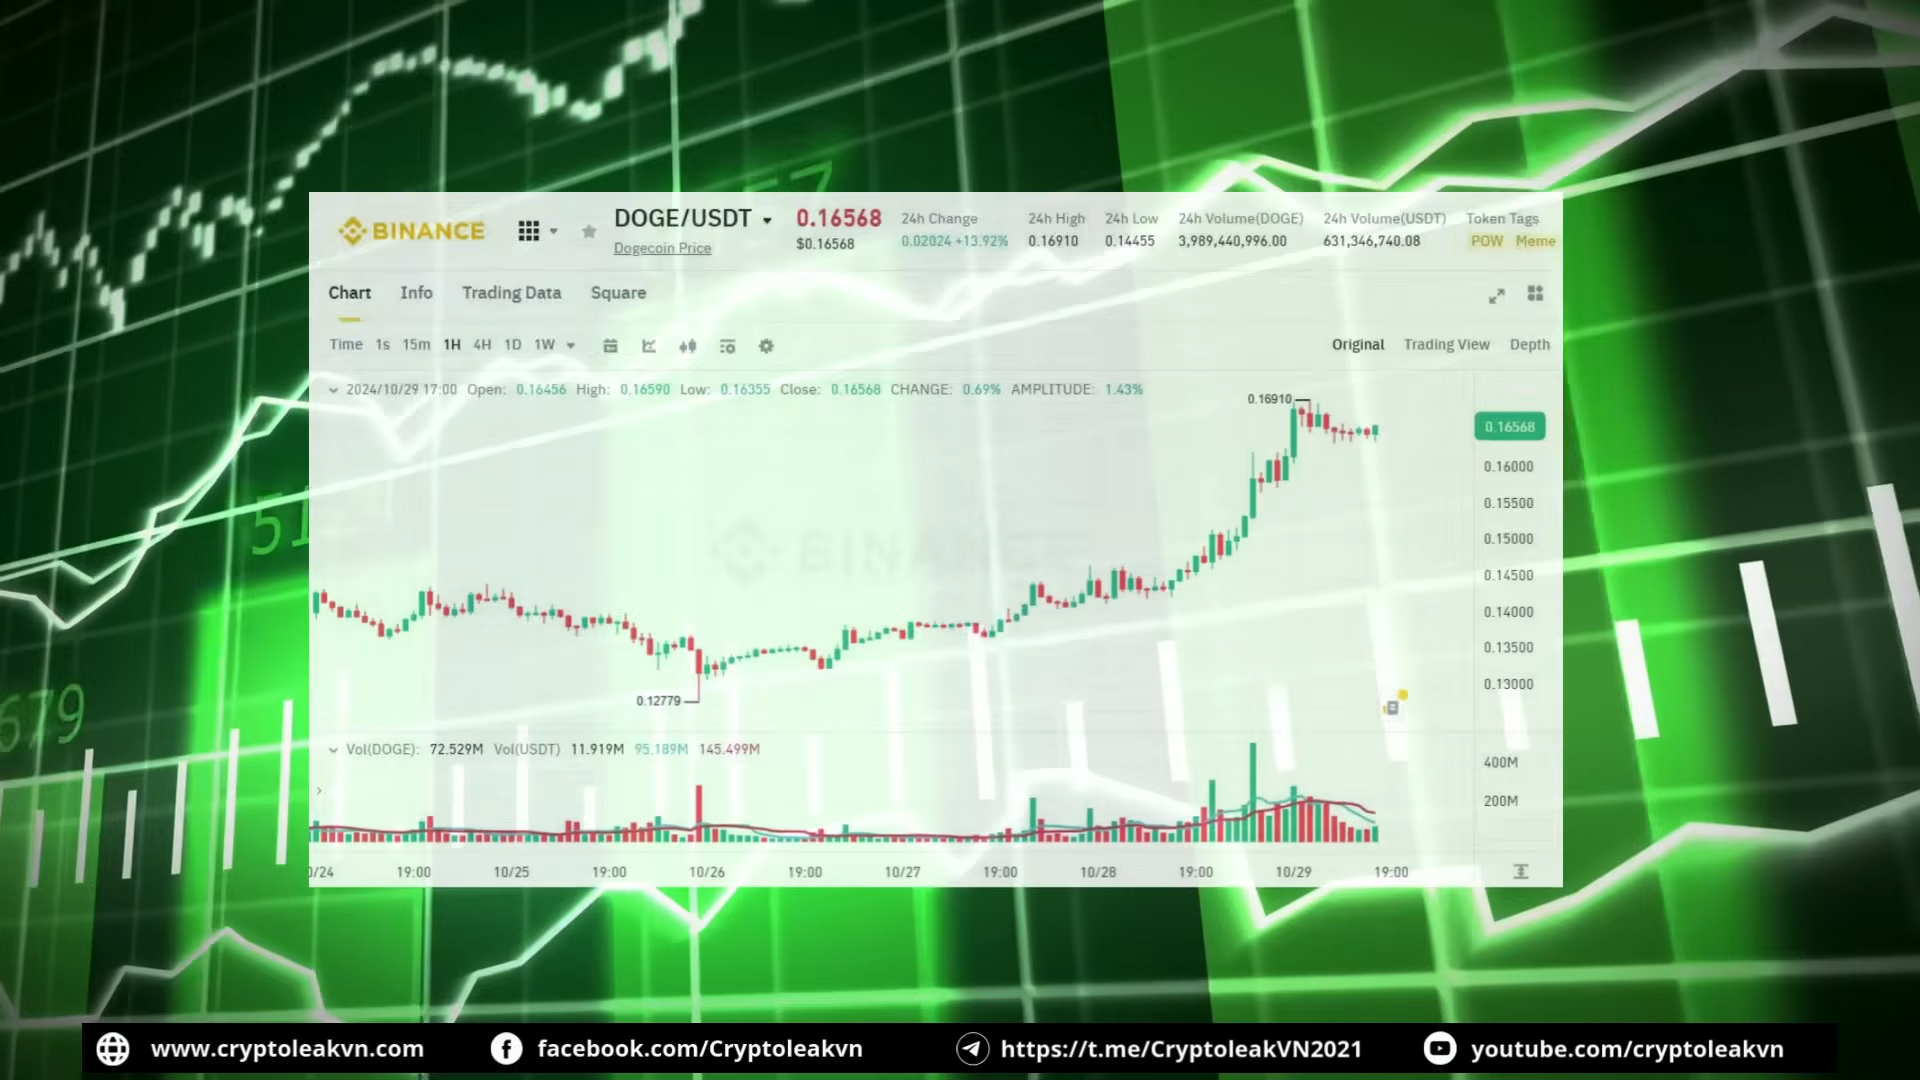 57
BINANCE
DOGE/USDT
0.16568
24h Change
24h High
24h Low
24h Volume(DOGE)
24h Volume(USDT)
Token Tags
Dogecoin Price
$0.16568
0.02024 +13.92%
0.16910
0.14455
3,989,440,996.00
631,346,740.08
POW Meme
Chart Info Trading Data Square
Time 1s 15m 1H 4H 1D 1W
Original Trading View Depth
2024/10/29 17:00 Open: 0.16456 High: 0.16590 Low: 0.16355 Close: 0.16568 CHANGE: 0.69% AMPLITUDE: 1.43%
0.16910
0.16568
0.16000
0.15500
0.15000
0.14500
0.14000
0.13500
0.13000
BINANCE
0.12779
51
679
Vol(DOGE): 72.529M Vol(USDT) 11.919M 95.189M 145.499M
400M
200M
0/24 19:00 10/25 19:00 10/26 19:00 10/27 19:00 10/28 19:00 10/29 19:00
www.cryptoleakvn.com
facebook.com/Cryptoleakvn
https://t.me/CryptoleakVN2021
youtube.com/cryptoleakvn